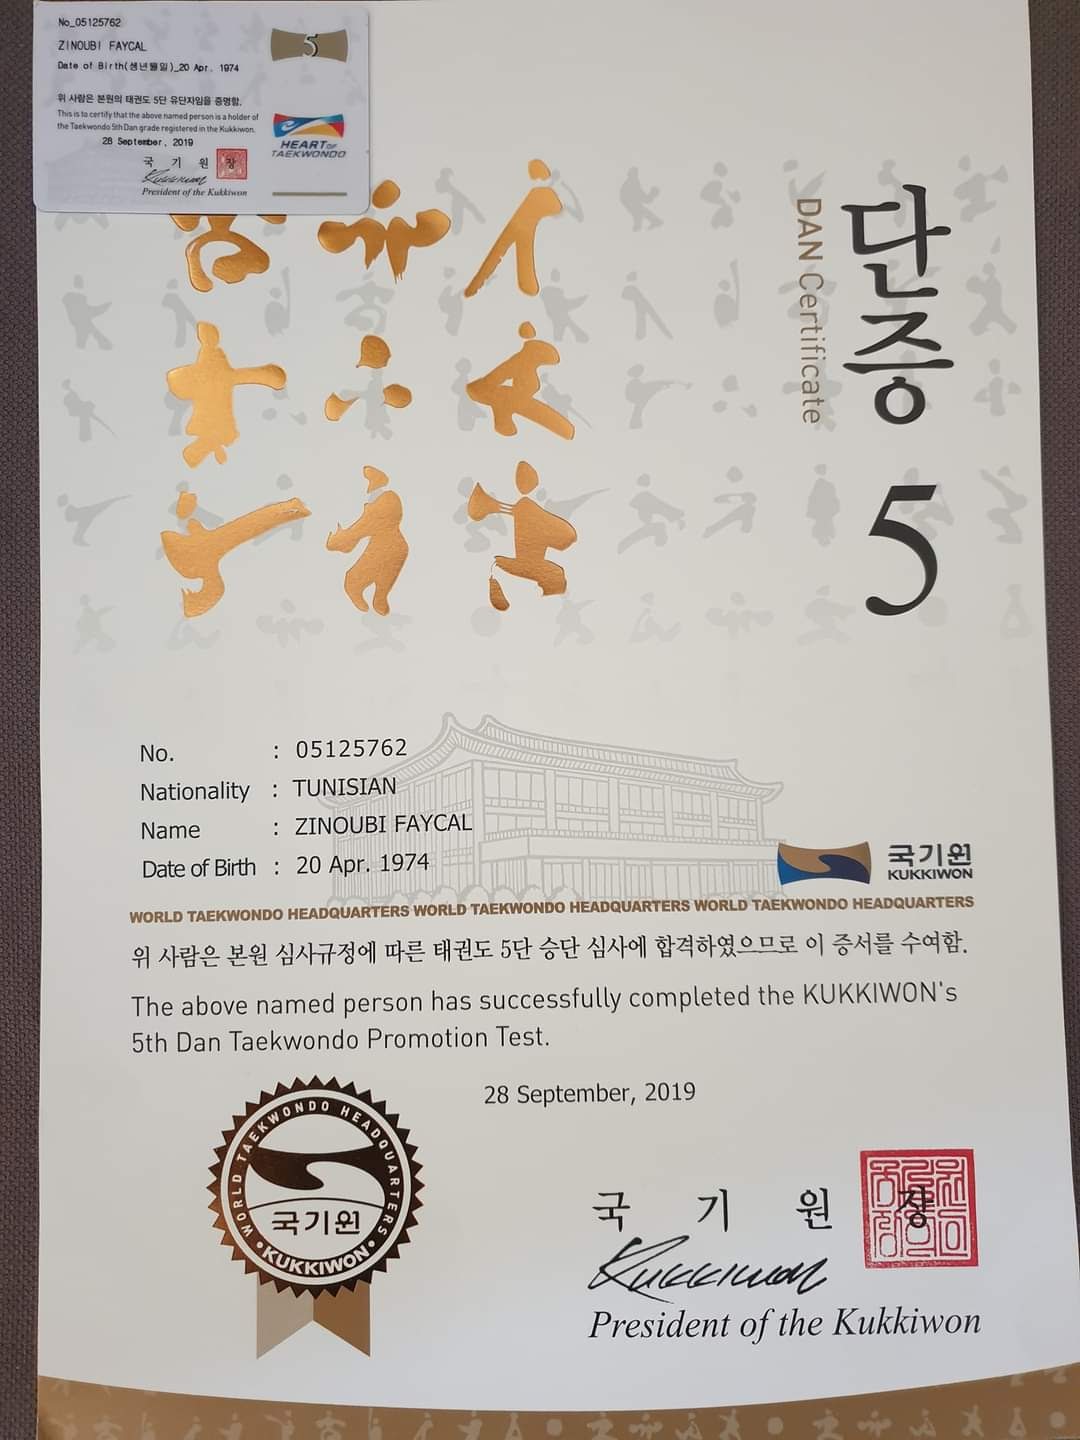 No_05125762
ZINOUBI FAYCAL
5
Date of Birth(생년월일)_20 Apr. 1974
위 사람은 본원의 태권도 5단 유단자임을 증명함.
This is to certify that the above named person is a holder of
the Taekwondo 5th Dan grade registered in the Kukkiwon.
HEART OF
TAEKWONDO
28 September, 2019
국 기 원 장
Kukkiwon
President of the Kukkiwon
단증 5
DAN Certificate
No. : 05125762
Nationality : TUNISIAN
Name : ZINOUBI FAYCAL
Date of Birth : 20 Apr. 1974
국기원
KUKKIWON
WORLD TAEKWONDO HEADQUARTERS WORLD TAEKWONDO HEADQUARTERS WORLD TAEKWONDO HEADQUARTERS
위 사람은 본원 심사규정에 따른 태권도 5단 승단 심사에 합격하였으므로 이 증서를 수여함.
The above named person has successfully completed the KUKKIWON's
5th Dan Taekwondo Promotion Test.
28 September, 2019
WORLD TAEKWONDO HEADQUARTERS
국기원
• KUKKIWON •
국 기 원 장
Kukkiwon
President of the Kukkiwon